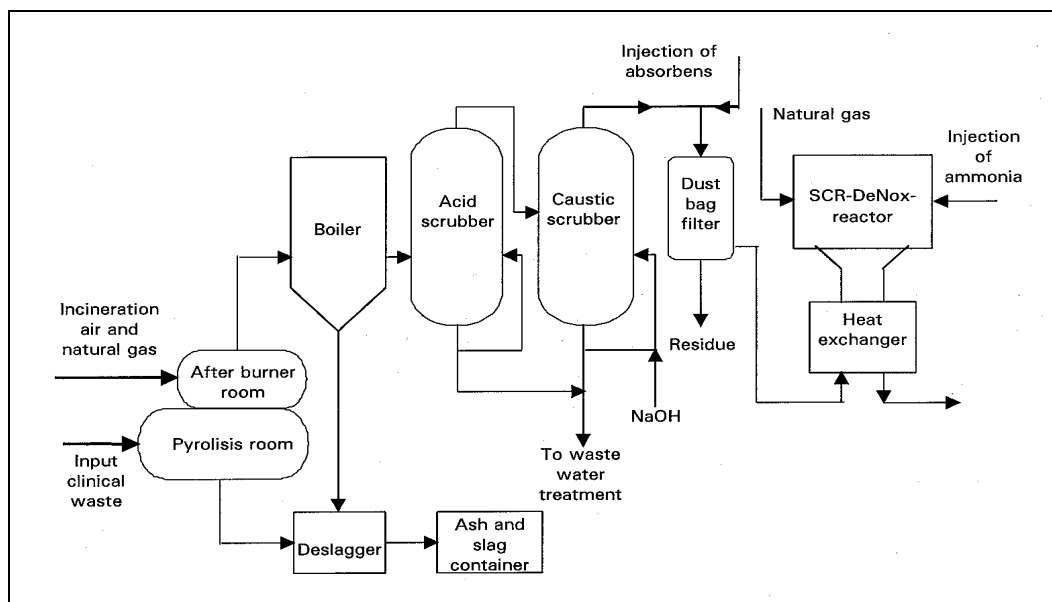 Injection of
absorbens
Natural gas
Injection
of
ammonia
SCR-DeNox-
reactor
Dust
bag
filter
Acid
scrubber
Caustic
scrubber
Boiler
Incineration
air and
natural gas
Heat
exchanger
Residue
After burner
room
NaOH
Pyrolisis room
Input
clinical
waste
To waste
water
treatment
Deslagger
Ash and
slag
container